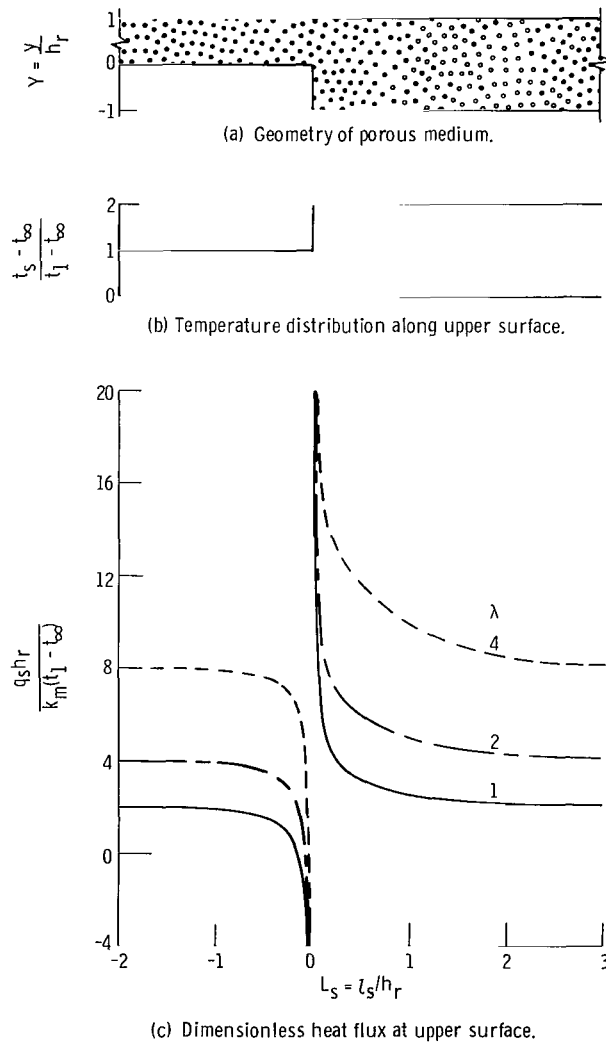 1
0
-1
Y = y/h_r
(a) Geometry of porous medium.
2
1
0
t_s - t_∞ / t_1 - t_∞
(b) Temperature distribution along upper surface.
20
16
12
8
4
0
-4
q_s h_r / k_m(t_1 - t_∞)
λ
4
2
1
-2 -1 0 1 2 3
L_s = l_s/h_r
(c) Dimensionless heat flux at upper surface.